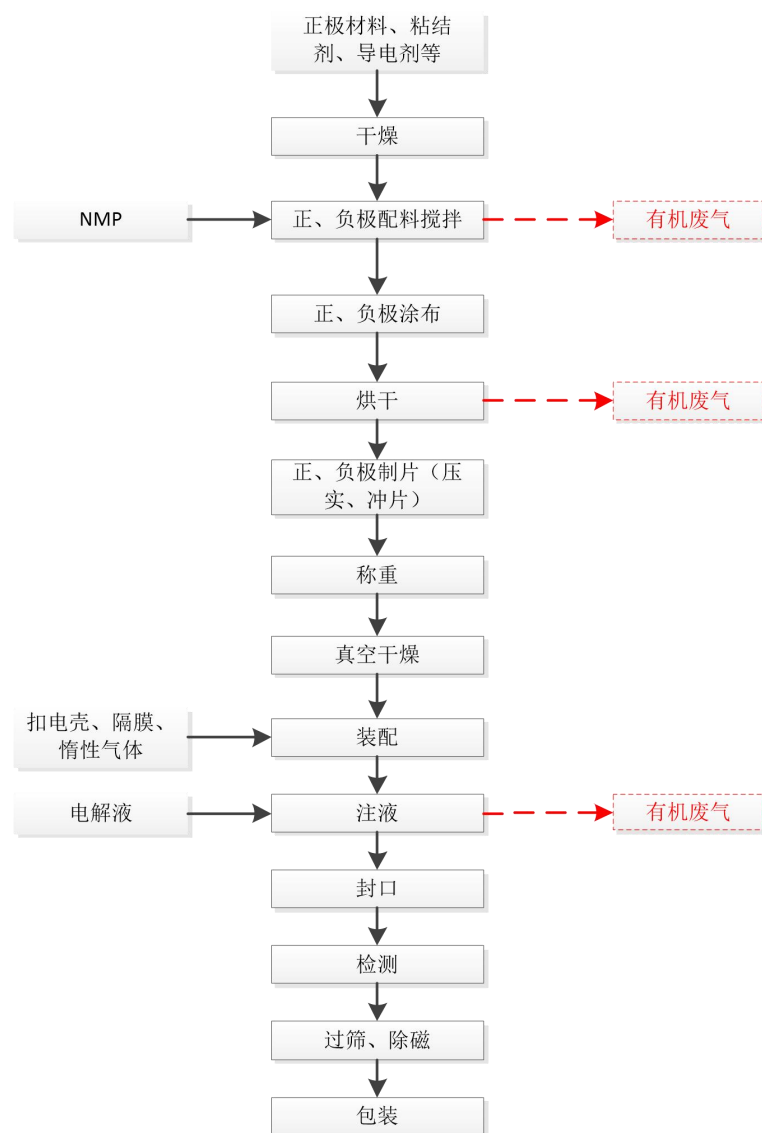 正极材料、粘结
剂、导电剂等
干燥
NMP
正、负极配料搅拌
有机废气
正、负极涂布
烘干
有机废气
正、负极制片（压
实、冲片）
称重
真空干燥
扣电壳、隔膜、
惰性气体
装配
电解液
注液
有机废气
封口
检测
过筛、除磁
包装